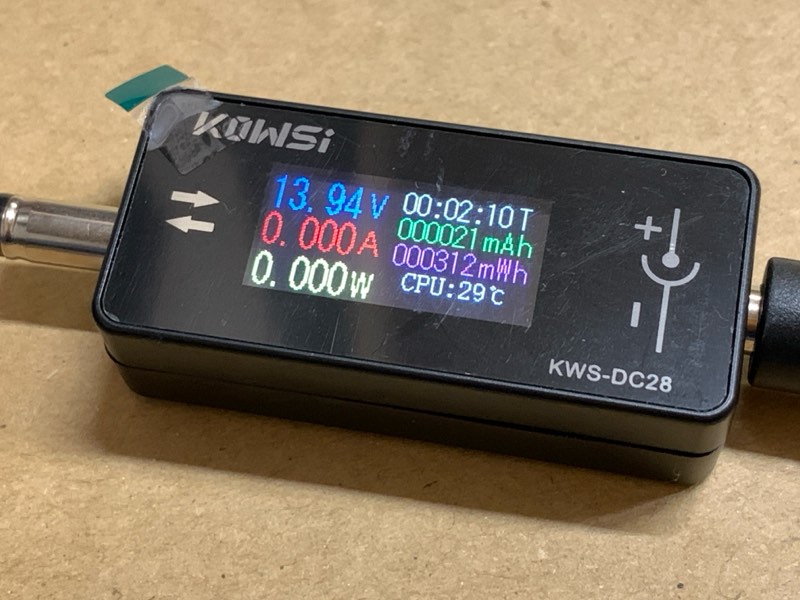 KOWSi
13.94V
0.000A
0.000W
00:02:10T
000021mAh
000312mWh
CPU:29℃
+
-
KWS-DC28